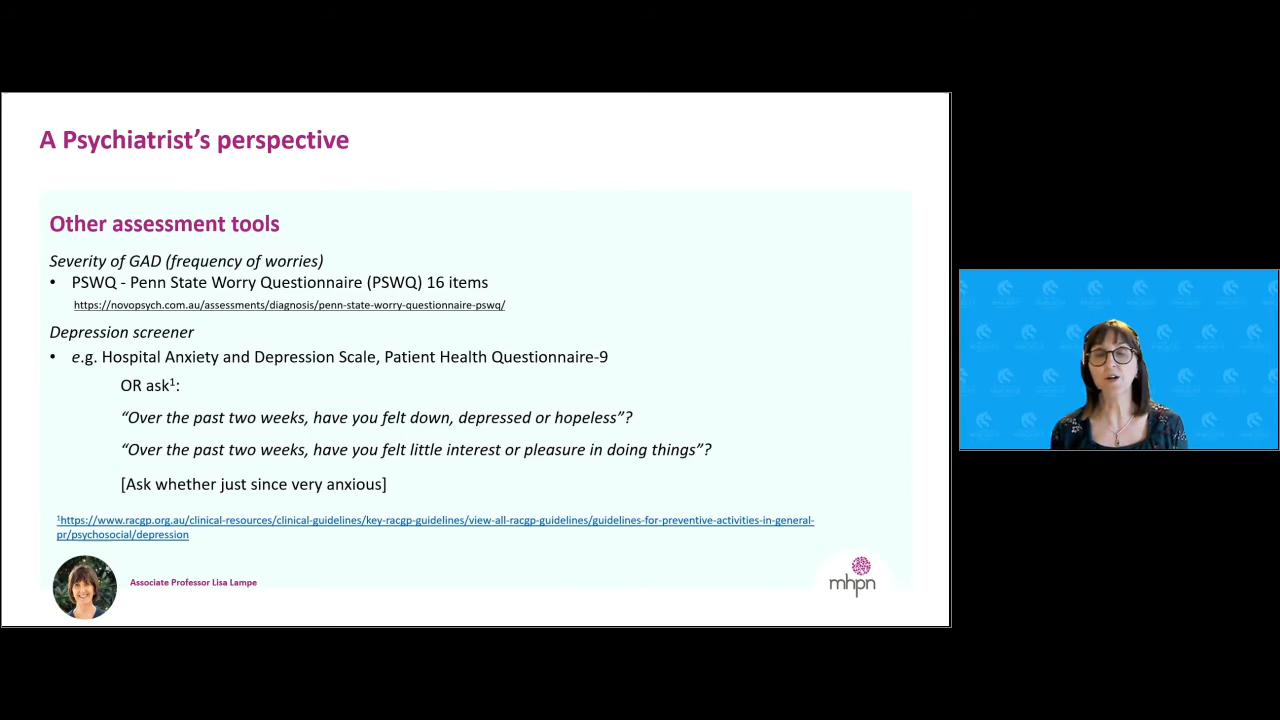 A Psychiatrist’s perspective
Other assessment tools
Severity of GAD (frequency of worries)
• PSWQ - Penn State Worry Questionnaire (PSWQ) 16 items
https://novopsych.com.au/assessments/diagnosis/penn-state-worry-questionnaire-pswq/
Depression screener
• e.g. Hospital Anxiety and Depression Scale, Patient Health Questionnaire-9
OR ask¹:
“Over the past two weeks, have you felt down, depressed or hopeless”?
“Over the past two weeks, have you felt little interest or pleasure in doing things”?
[Ask whether just since very anxious]
¹https://www.racgp.org.au/clinical-resources/clinical-guidelines/key-racgp-guidelines/view-all-racgp-guidelines/guidelines-for-preventive-activities-in-general-
pr/psychosocial/depression
Associate Professor Lisa Lampe
mhpn